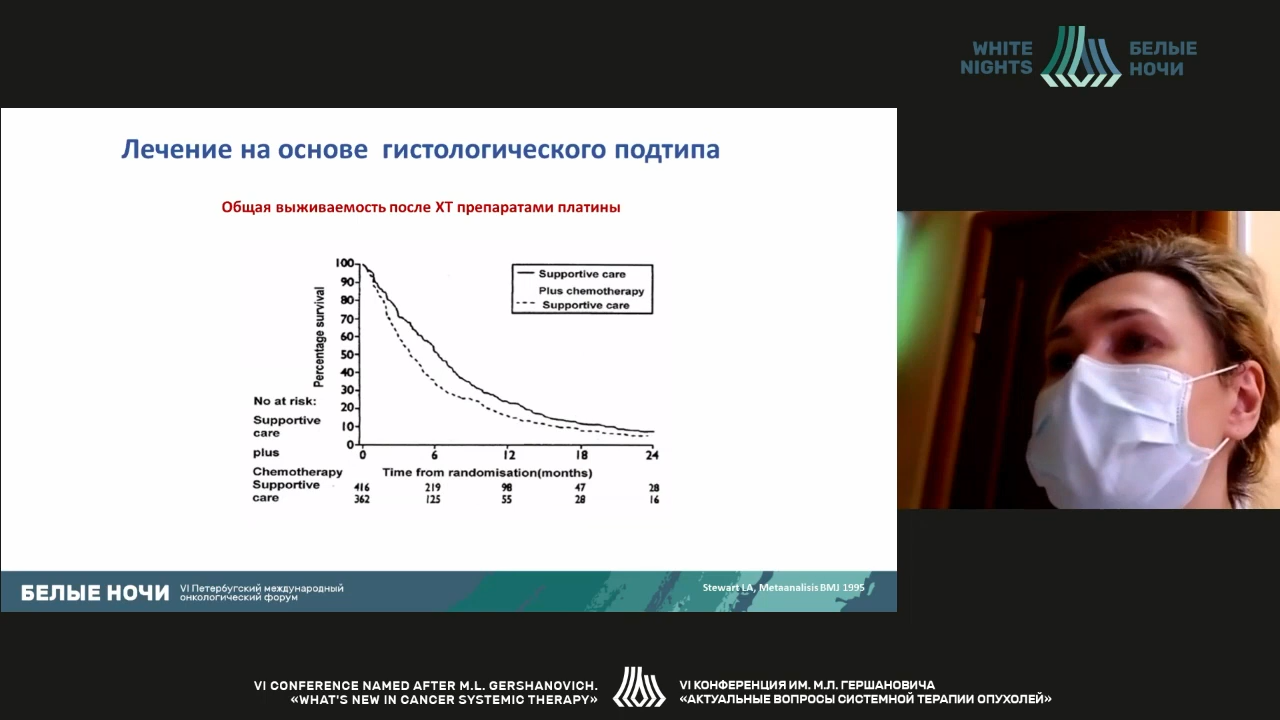 WHITE
NIGHTS
БЕЛЫЕ
НОЧИ
Лечение на основе гистологического подтипа
Общая выживаемость после ХТ препаратами платины
Percentage survival
100
90
80
70
60
50
40
30
20
10
0
Supportive care
Plus chemotherapy
Supportive care
0 6 12 18 24
Time from randomisation(months)
No at risk:
Supportive
care
plus
Chemotherapy
Supportive
care
416 219 98 47 28
362 125 55 28 16
БЕЛЫЕ НОЧИ
VI Петербугский международный
онкологический форум
Stewart LA, Metaanalisis BMJ 1995
VI CONFERENCE NAMED AFTER M.L. GERSHANOVICH.
«WHAT'S NEW IN CANCER SYSTEMIC THERAPY»
VI КОНФЕРЕНЦИЯ ИМ. М.Л. ГЕРШАНОВИЧА
«АКТУАЛЬНЫЕ ВОПРОСЫ СИСТЕМНОЙ ТЕРАПИИ ОПУХОЛЕЙ»